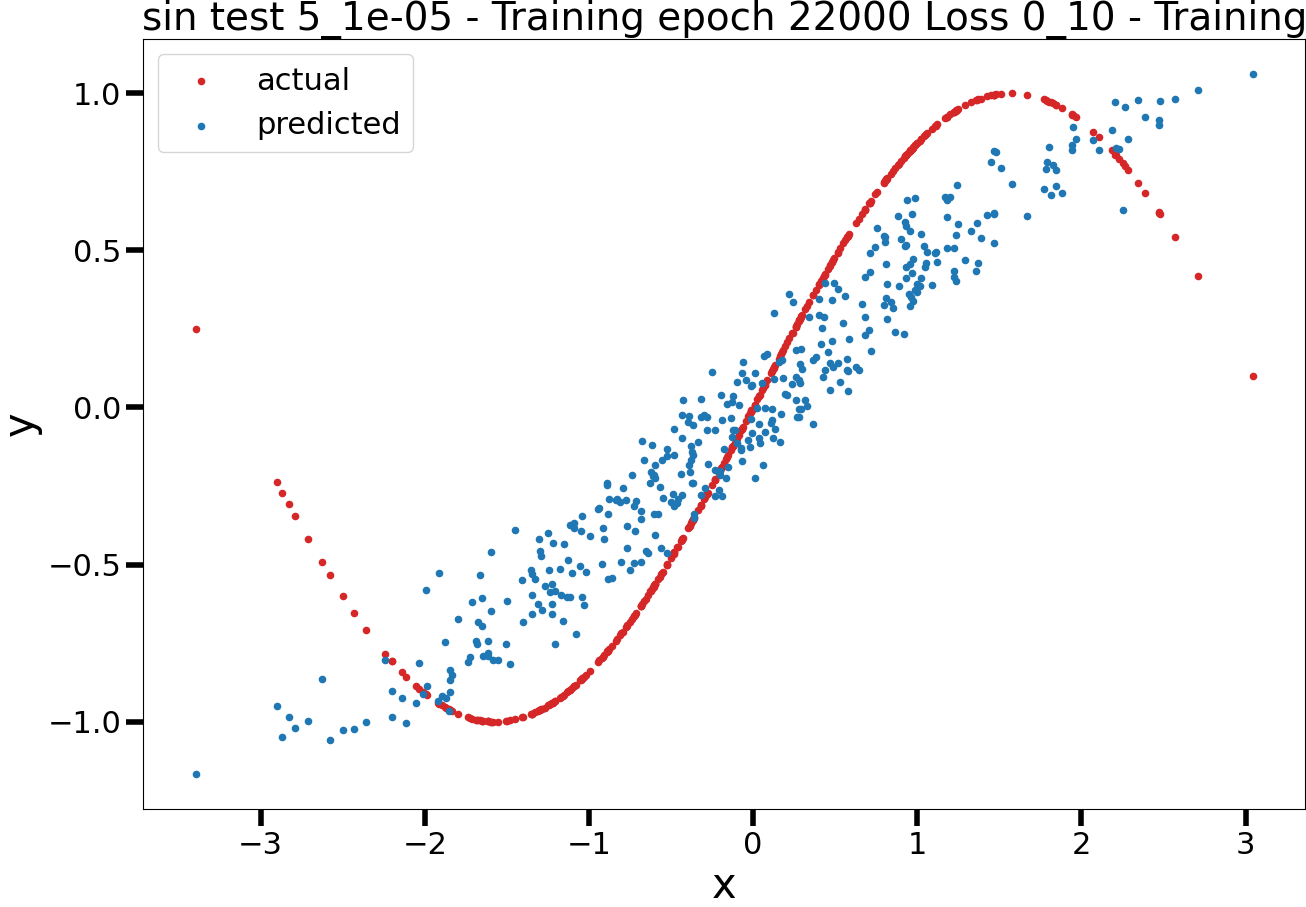 sin test 5_1e-05 - Training epoch 22000 Loss 0_10 - Training
actual
predicted
1.0
0.5
0.0
−0.5
−1.0
y
−3
−2
−1
0
1
2
3
x